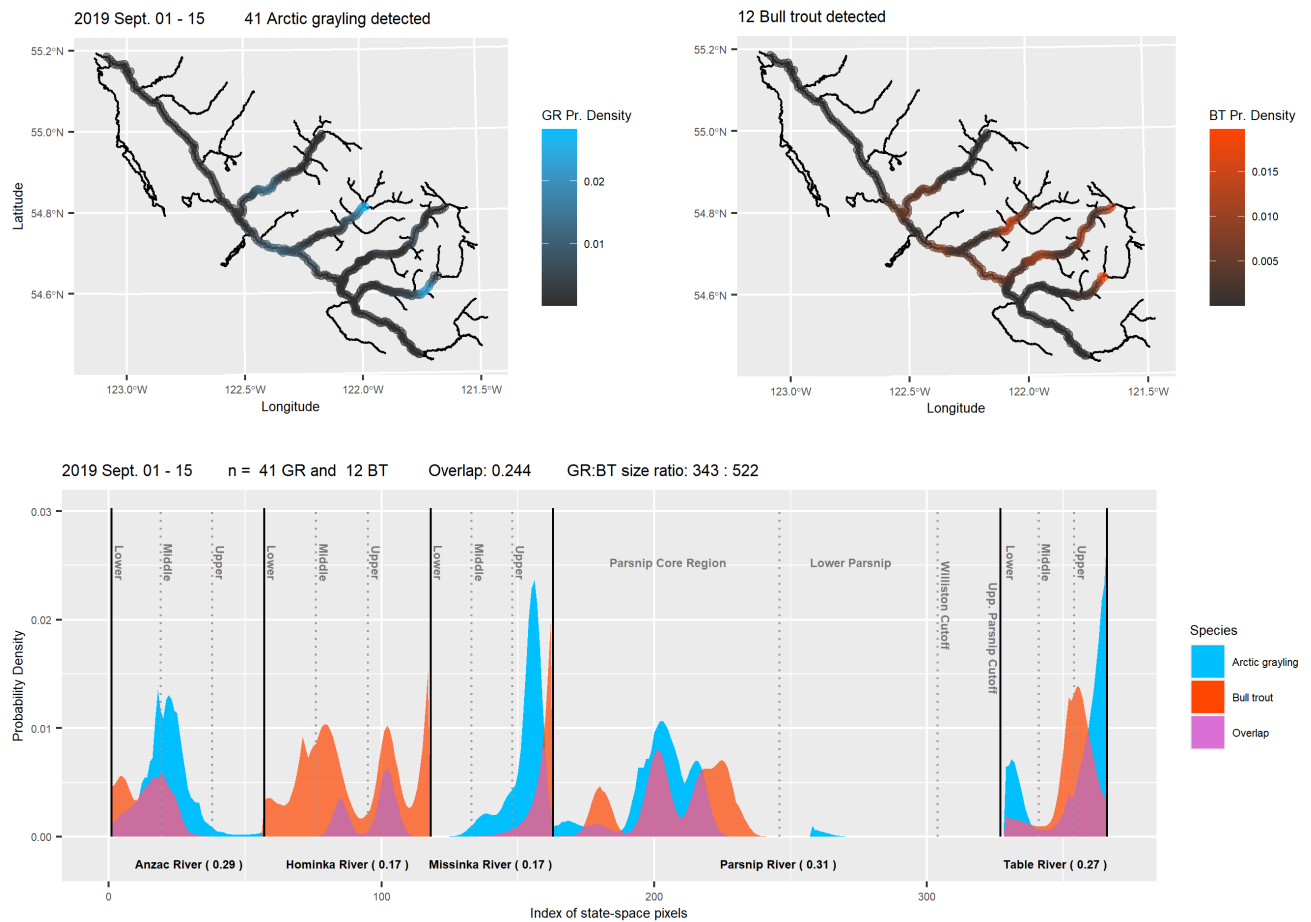 2019 Sept. 01 - 15 41 Arctic grayling detected
55.2°N
55.0°N
54.8°N
54.6°N
Latitude
123.0°W 122.5°W 122.0°W 121.5°W
Longitude
GR Pr. Density
0.02
0.01
12 Bull trout detected
55.2°N
55.0°N
54.8°N
54.6°N
123.0°W 122.5°W 122.0°W 121.5°W
Longitude
BT Pr. Density
0.015
0.010
0.005
2019 Sept. 01 - 15 n = 41 GR and 12 BT Overlap: 0.244 GR:BT size ratio: 343 : 522
0.03
0.02
0.01
0.00
Probability Density
Lower
Middle
Upper
Lower
Middle
Upper
Lower
Middle
Upper
Parsnip Core Region
Lower Parsnip
Williston Cutoff
Upp. Parsnip Cutoff
Lower
Middle
Upper
Anzac River ( 0.29 ) Hominka River ( 0.17 ) Missinka River ( 0.17 ) Parsnip River ( 0.31 ) Table River ( 0.27 )
0 100 200 300
Index of state-space pixels
Species
Arctic grayling
Bull trout
Overlap